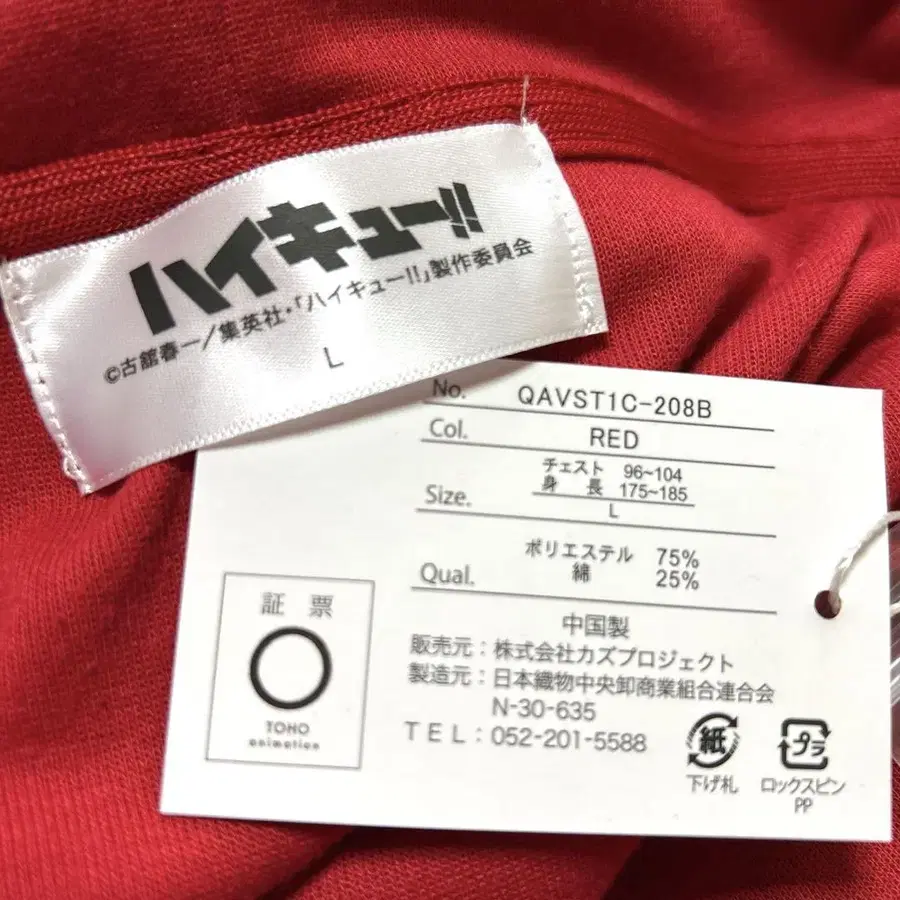 ハイキュー!!
©古舘春一/集英社・「ハイキュー!!」製作委員会
L
No. QAVST1C-208B
Col. RED
チェスト 96~104
身長 175~185
Size. L
ポリエステル 75%
Qual. 綿 25%
中国製
販売元：株式会社カズプロジェクト
製造元：日本織物中央卸商業組合連合会
N-30-635
TEL：052-201-5588
証票
TOHO
animation
紙
下げ札
プラ
ロックスピン
PP